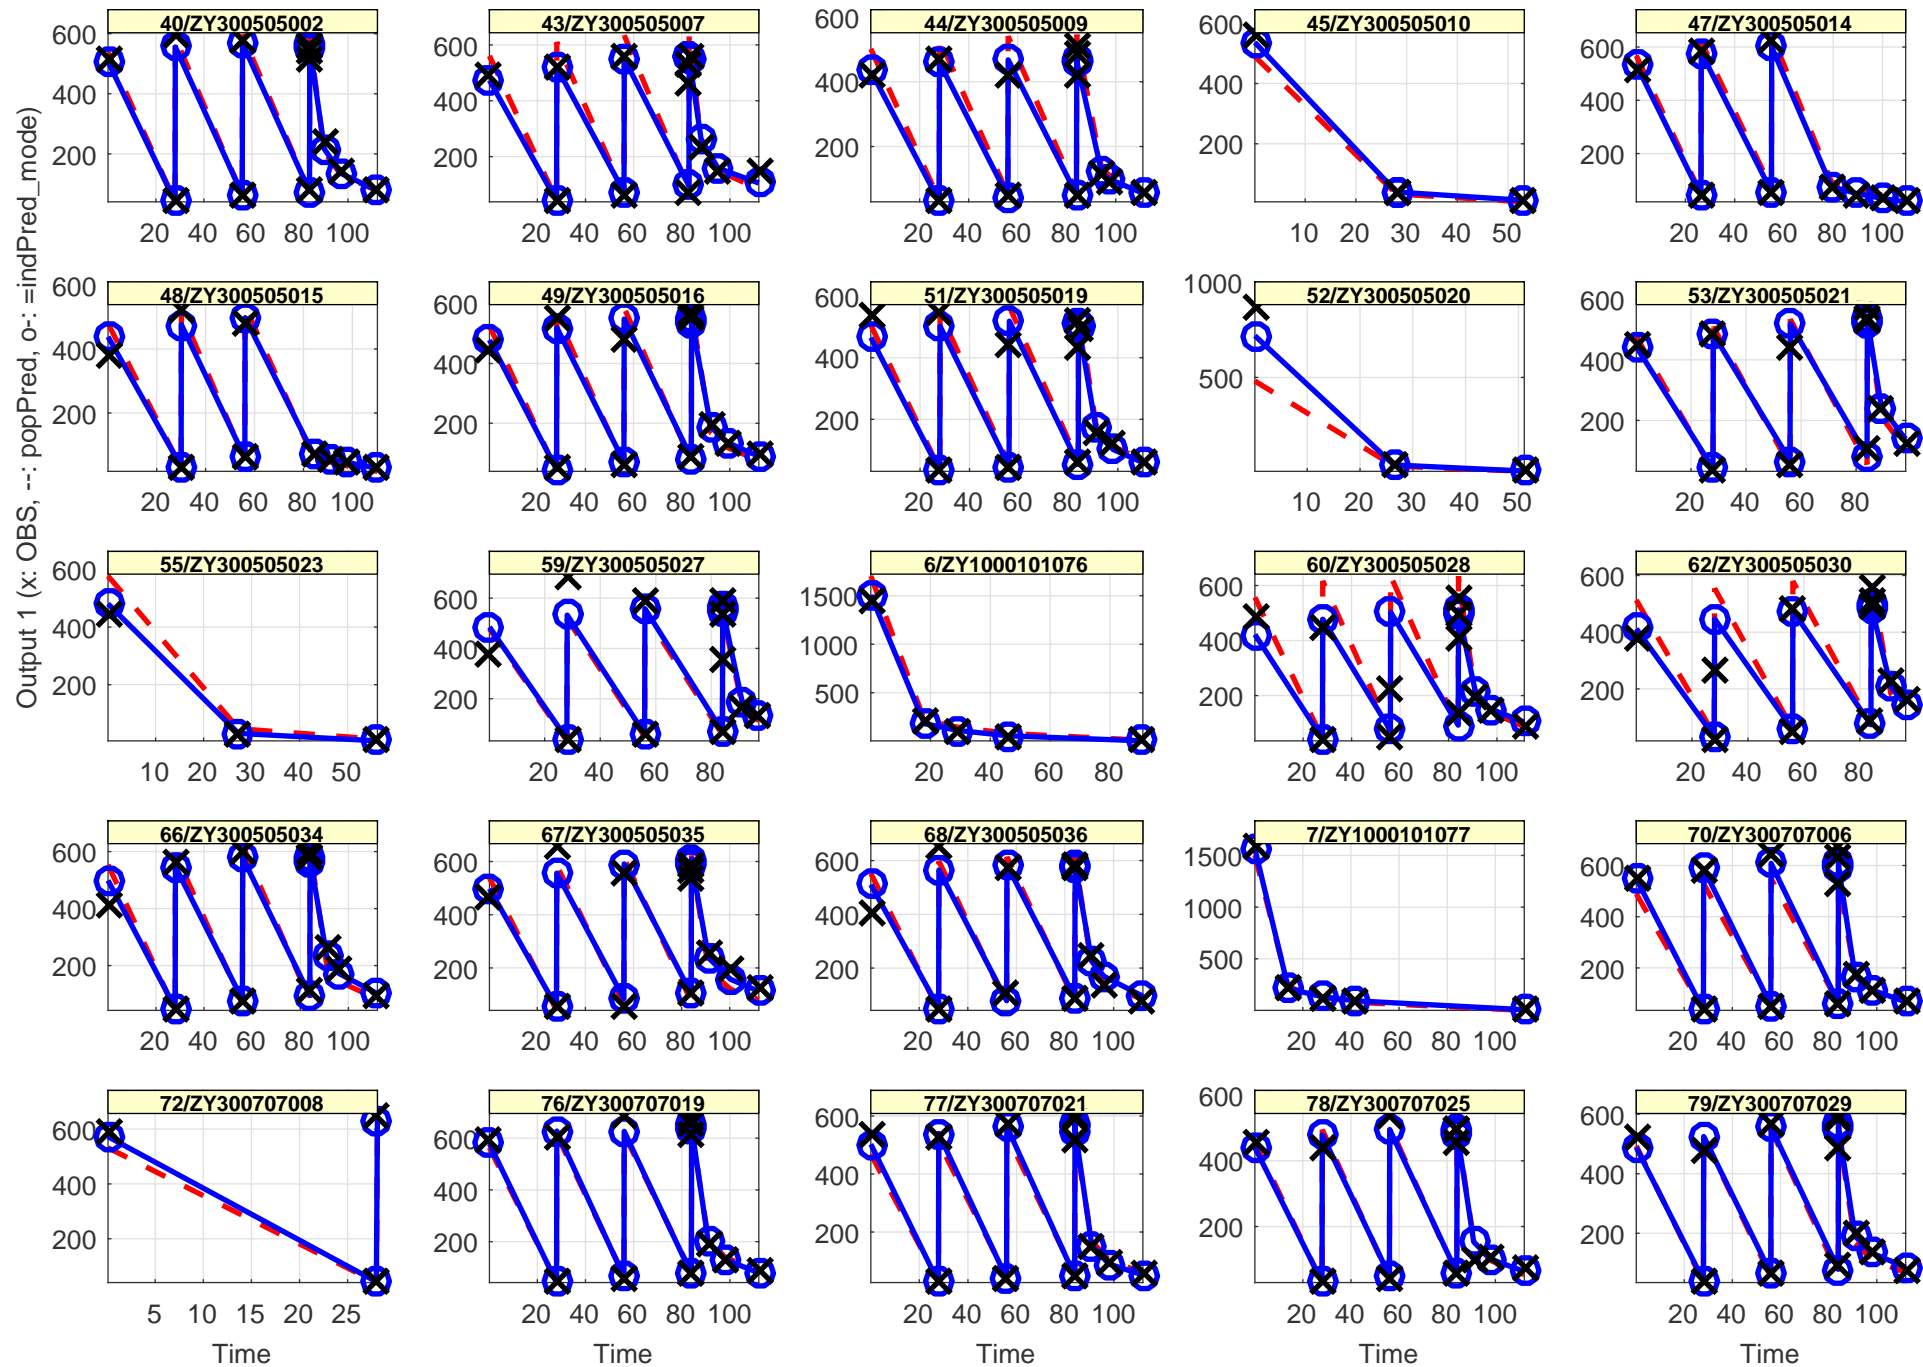 Output 1 (x: OBS, --: popPred, o-: =indPred_mode)
40/ZY300505002
43/ZY300505007
44/ZY300505009
45/ZY300505010
47/ZY300505014
600
400
200
20 40 60 80 100
600
400
200
20 40 60 80 100
600
400
200
20 40 60 80 100
600
400
200
10 20 30 40 50
600
400
200
20 40 60 80 100
48/ZY300505015
49/ZY300505016
51/ZY300505019
52/ZY300505020
53/ZY300505021
600
400
200
20 40 60 80 100
600
400
200
20 40 60 80 100
600
400
200
20 40 60 80 100
1000
500
10 20 30 40 50
600
400
200
20 40 60 80
55/ZY300505023
59/ZY300505027
6/ZY1000101076
60/ZY300505028
62/ZY300505030
600
400
200
10 20 30 40 50
600
400
200
20 40 60 80
1500
1000
500
20 40 60 80
600
400
200
20 40 60 80 100
600
400
200
20 40 60 80
66/ZY300505034
67/ZY300505035
68/ZY300505036
7/ZY1000101077
70/ZY300707006
600
400
200
20 40 60 80 100
600
400
200
20 40 60 80 100
600
400
200
20 40 60 80 100
1500
1000
500
20 40 60 80 100
600
400
200
20 40 60 80 100
72/ZY300707008
76/ZY300707019
77/ZY300707021
78/ZY300707025
79/ZY300707029
600
400
200
5 10 15 20 25
Time
600
400
200
20 40 60 80 100
Time
600
400
200
20 40 60 80 100
Time
600
400
200
20 40 60 80 100
Time
600
400
200
20 40 60 80 100
Time